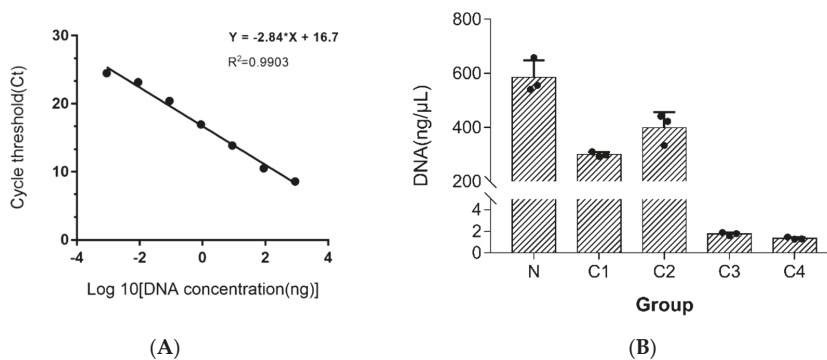 Y = -2.84*X + 16.7
R2=0.9903
Cycle threshold(Ct)
30
20
10
0
-4
-2
0
2
4
Log 10[DNA concentration(ng)]
(A)
DNA(ng/μL)
800
600
400
200
4
2
0
N
C1
C2
C3
C4
Group
(B)